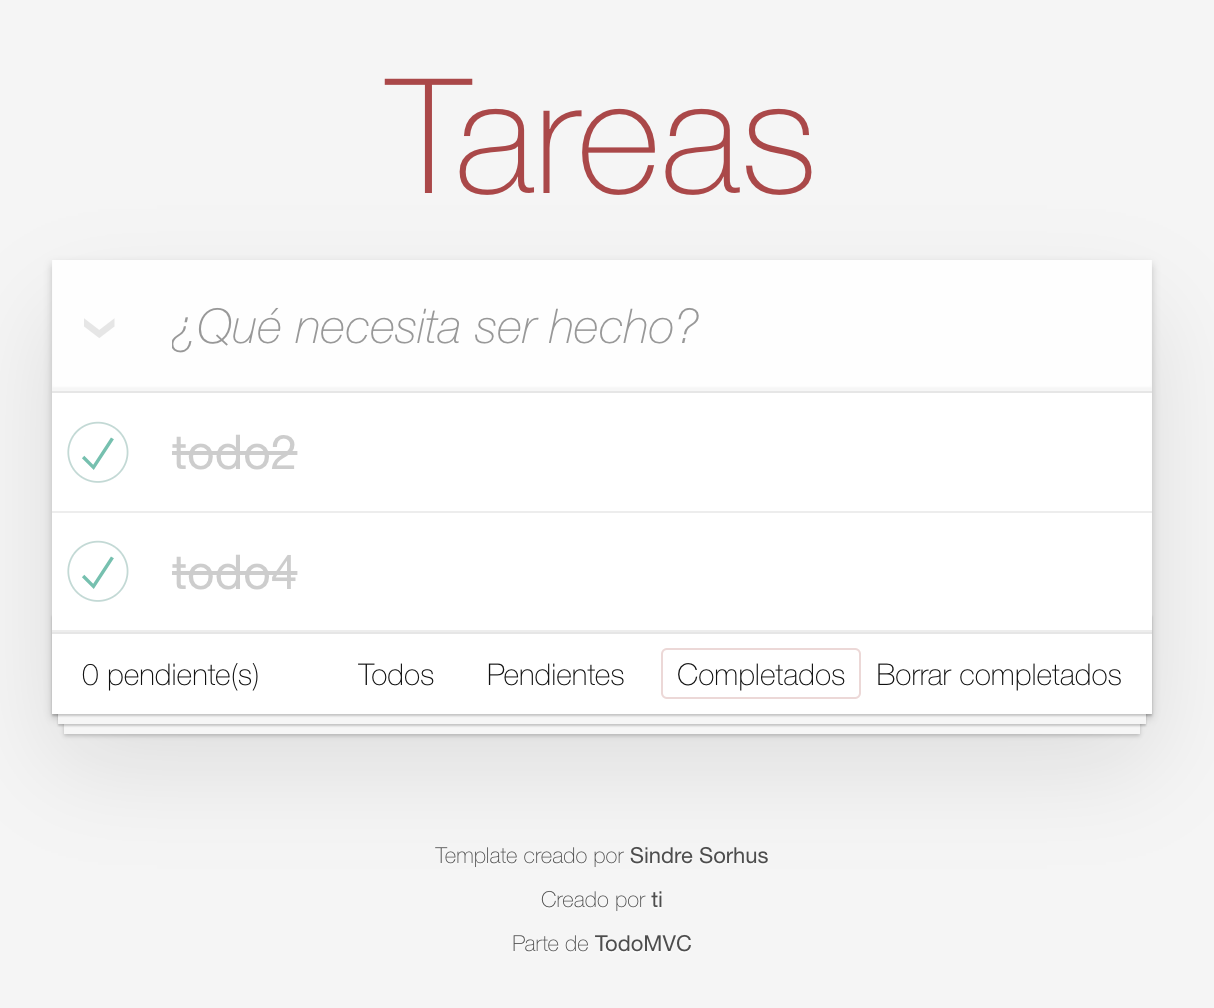 Tareas
¿Qué necesita ser hecho?
todo2
todo4
0 pendiente(s) Todos Pendientes Completados Borrar completados
Template creado por Sindre Sorhus
Creado por ti
Parte de TodoMVC